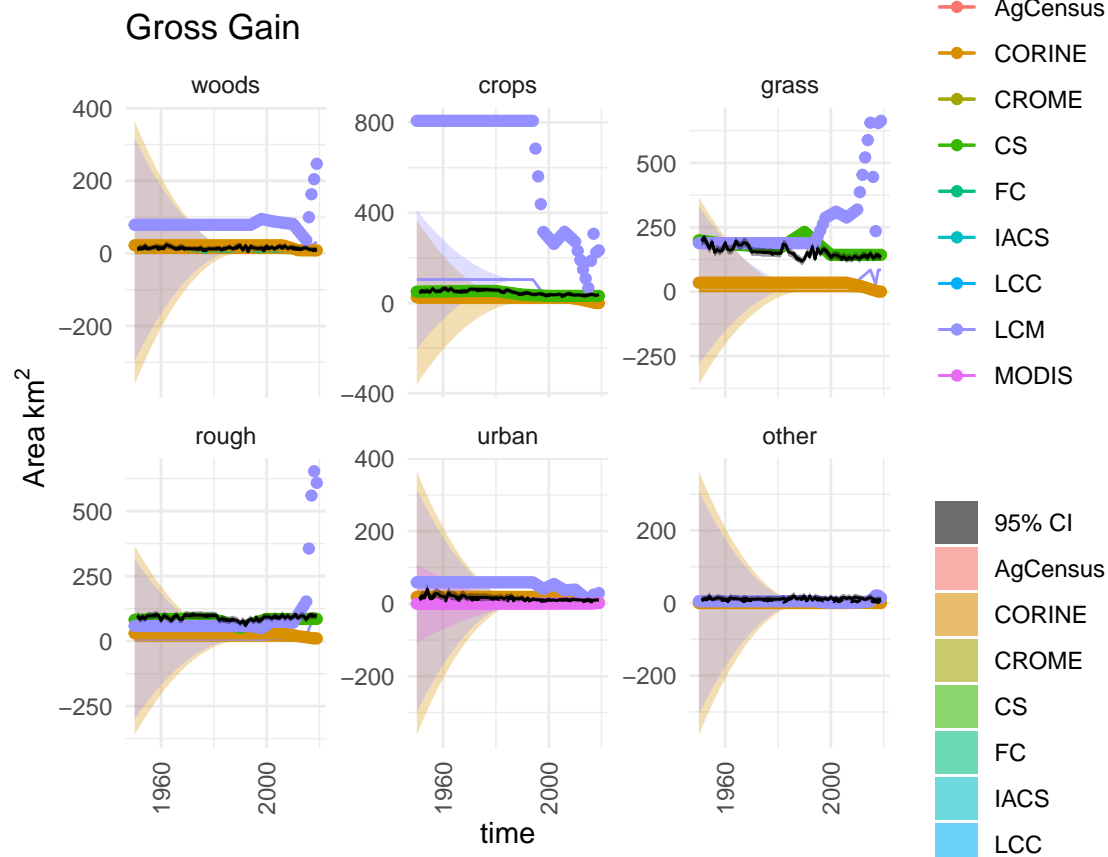 Gross Gain
woods
crops
grass
400
200
0
−200
800
400
0
−400
500
250
0
−250
Area km²
rough
urban
other
500
250
0
−250
400
200
0
−200
200
0
−200
1960
2000
1960
2000
1960
2000
time
AgCensus
CORINE
CROME
CS
FC
IACS
LCC
LCM
MODIS
95% CI
AgCensus
CORINE
CROME
CS
FC
IACS
LCC